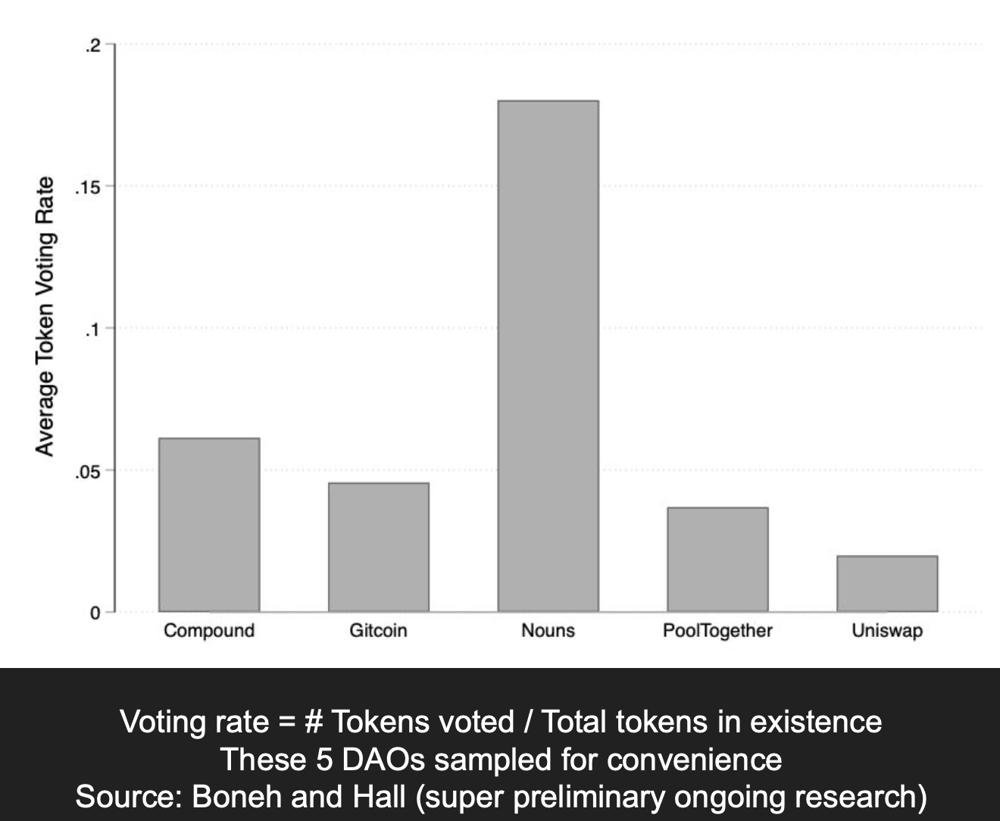 Average Token Voting Rate
.2
.15
.1
.05
0
Compound Gitcoin Nouns PoolTogether Uniswap
Voting rate = # Tokens voted / Total tokens in existence
These 5 DAOs sampled for convenience
Source: Boneh and Hall (super preliminary ongoing research)